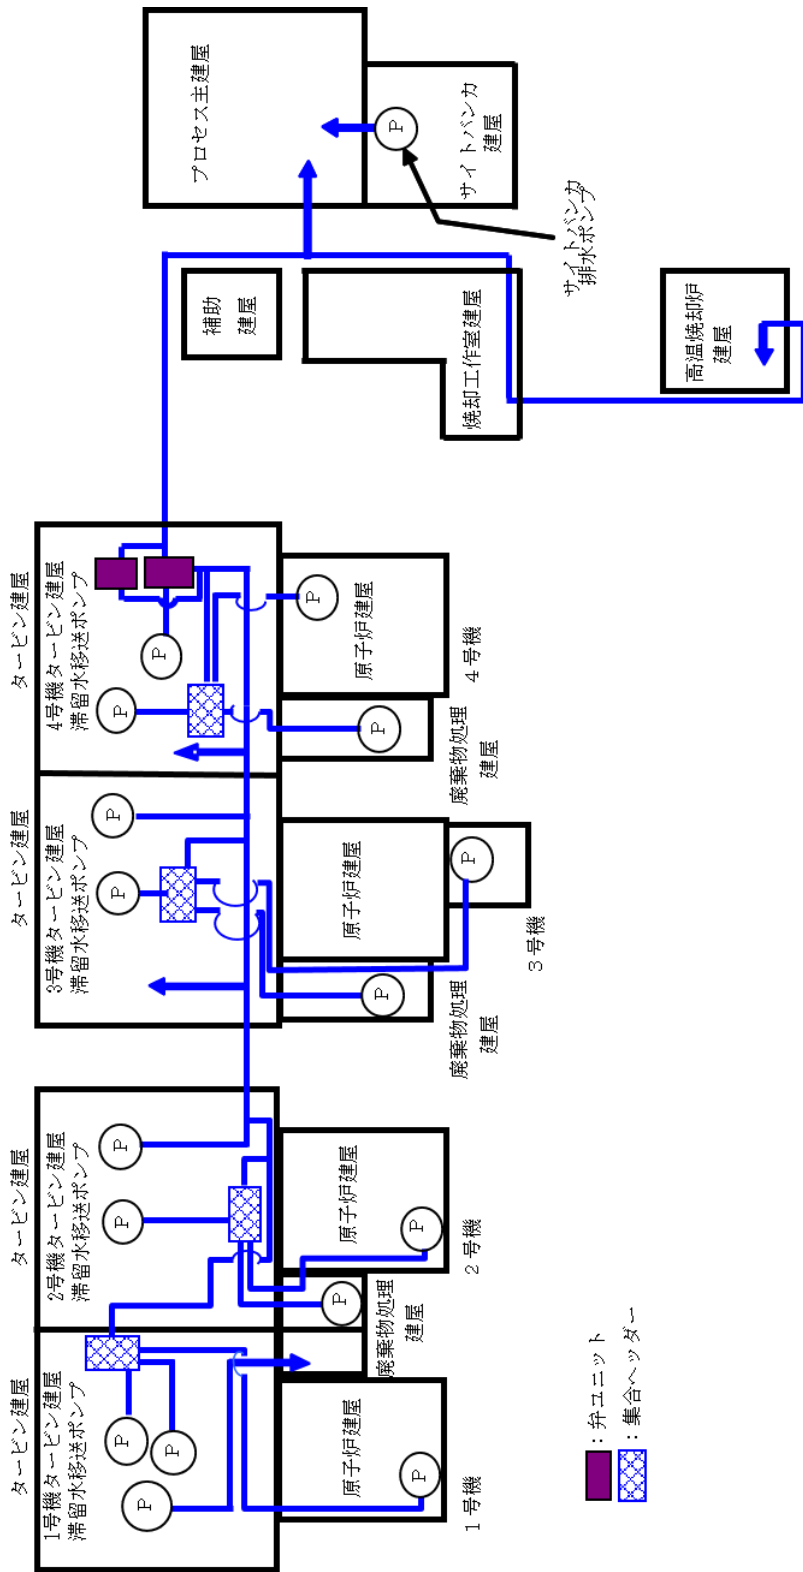 タービン建屋
1号機タービン建屋
滞留水移送ポンプ
P
P
P
原子炉建屋
P
1号機
タービン建屋
2号機タービン建屋
滞留水移送ポンプ
P
P
廃棄物処理
建屋
P
原子炉建屋
P
2号機
タービン建屋
3号機タービン建屋
滞留水移送ポンプ
P
P
廃棄物処理
建屋
P
原子炉建屋
P
3号機
タービン建屋
4号機タービン建屋
滞留水移送ポンプ
P
P
廃棄物処理
建屋
P
原子炉建屋
P
4号機
補助
建屋
焼却工作室建屋
高温焼却炉
建屋
プロセス主建屋
サイトバンカ
建屋
P
サイトバンカ
排水ポンプ
:弁ユニット
:集合ヘッダー